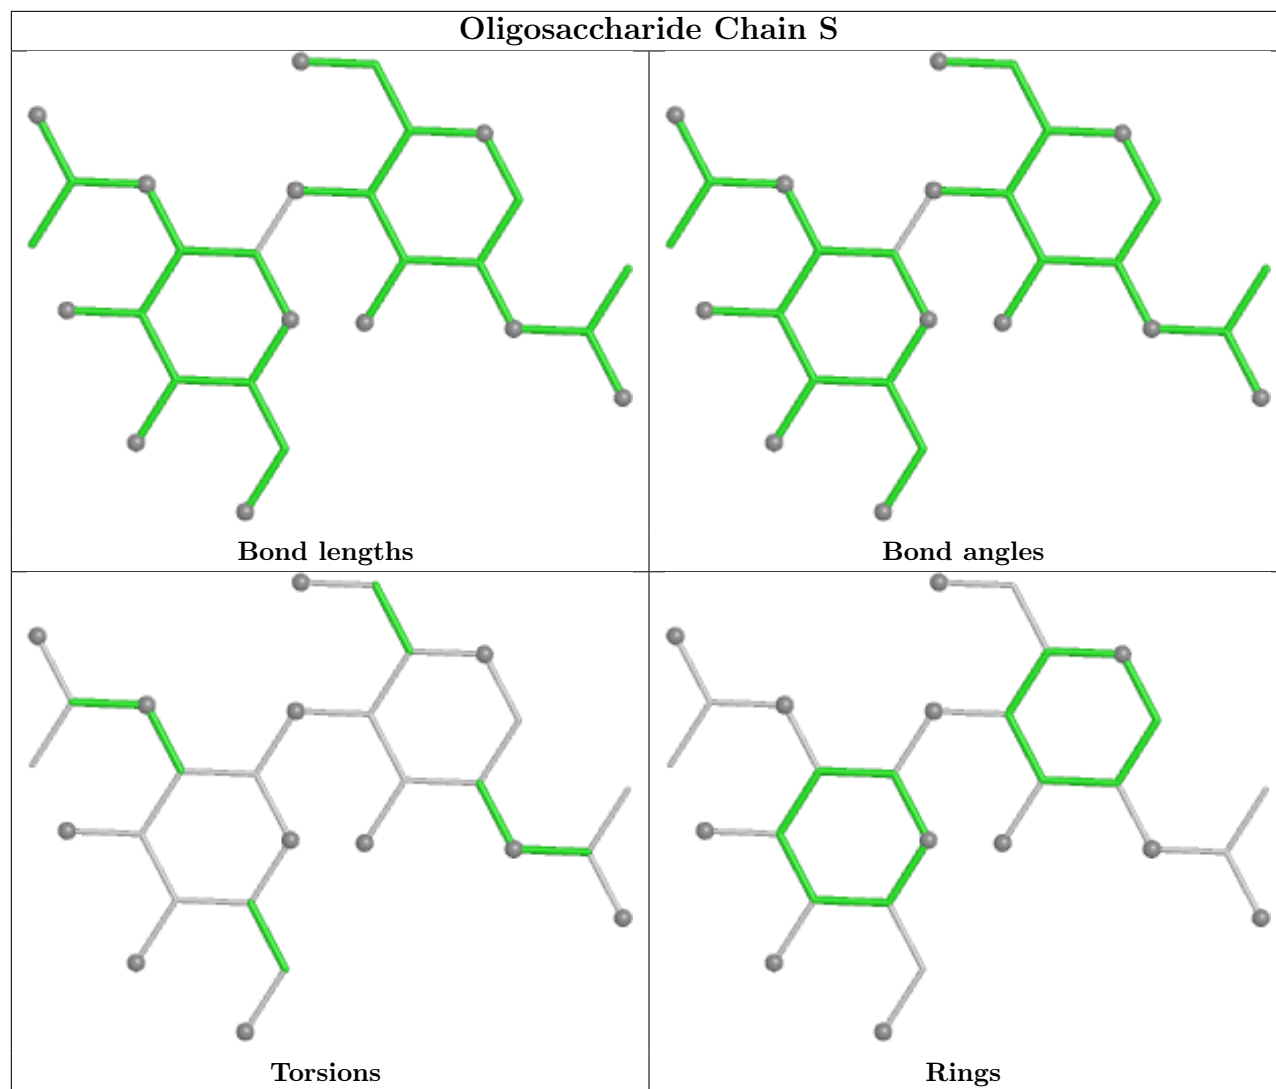 Oligosaccharide Chain S
Bond lengths
Bond angles
Torsions
Rings